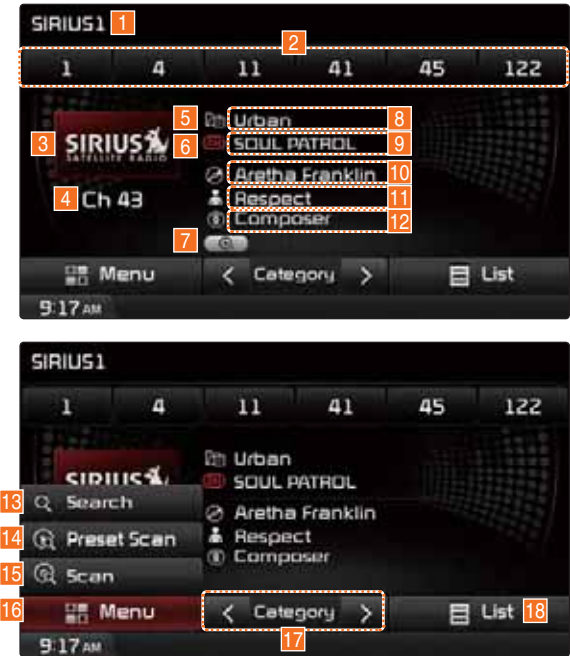 SIRIUS1 1
2
1 4 11 41 45 122
5 Urban 8
3 SIRIUS 6 SOUL PATROL 9
SATELLITE RADIO
Aretha Franklin 10
4 Ch 43 Respect 11
Composer 12
7
Menu < Category > List
9:17 AM
SIRIUS1
1 4 11 41 45 122
Urban
SIRIUS SOUL PATROL
13 Search
Aretha Franklin
14 Preset Scan Respect
Composer
15 Scan
16 Menu < Category > List 18
17
9:17 AM